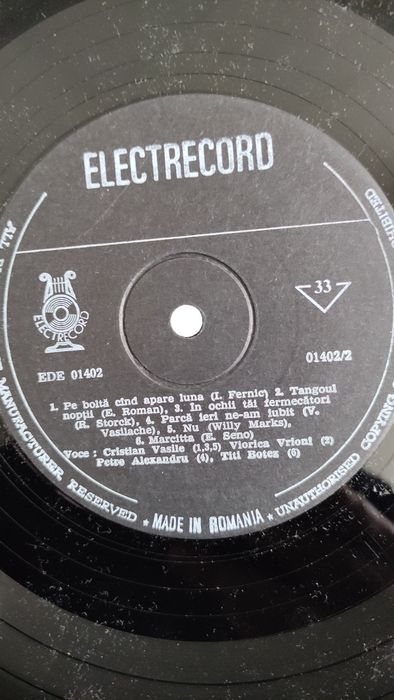 ELECTRECORD
ELECTRECORD
33
EDE 01402
01402/2
1. Pe boltă cînd apare luna (I. Fernic) 2. Tangoul
nopții (E. Roman), 3. In ochii tăi fermecători
(R. Storck), 4. Parcă ieri ne-am iubit (V.
Vasilache), 5. Nu (Willy Marks),
6. Marcitta (E. Seno)
Voce : Cristian Vasile (1,3,5) Viorica Vrioni (2)
Petre Alexandru (4), Titi Botez (6)
ALL
MANUFACTURER RESERVED ★ MADE IN ROMANIA ★ UNAUTHORISED COPYING
HIBITED